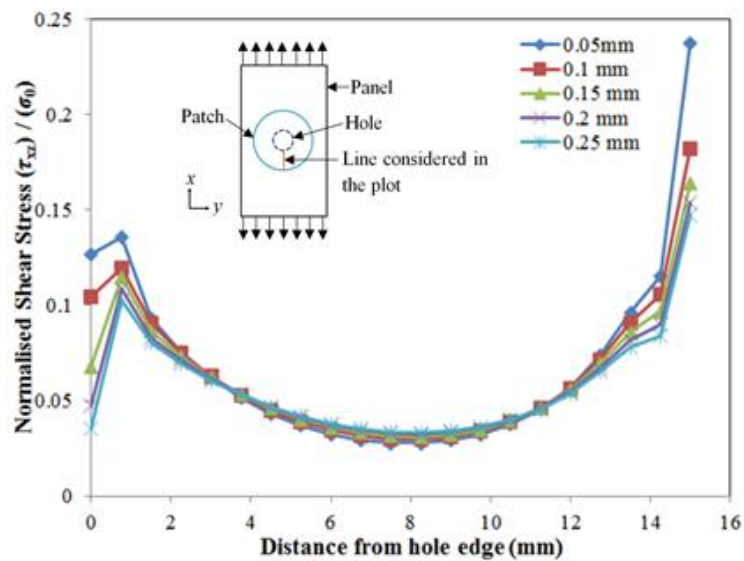 0.25
0.2
0.15
0.1
0.05
0
Normalised Shear Stress (τxz) / (σ0)
0.05mm
0.1 mm
0.15 mm
0.2 mm
0.25 mm
Panel
Patch
Hole
Line considered in
the plot
x
y
0 2 4 6 8 10 12 14 16
Distance from hole edge (mm)